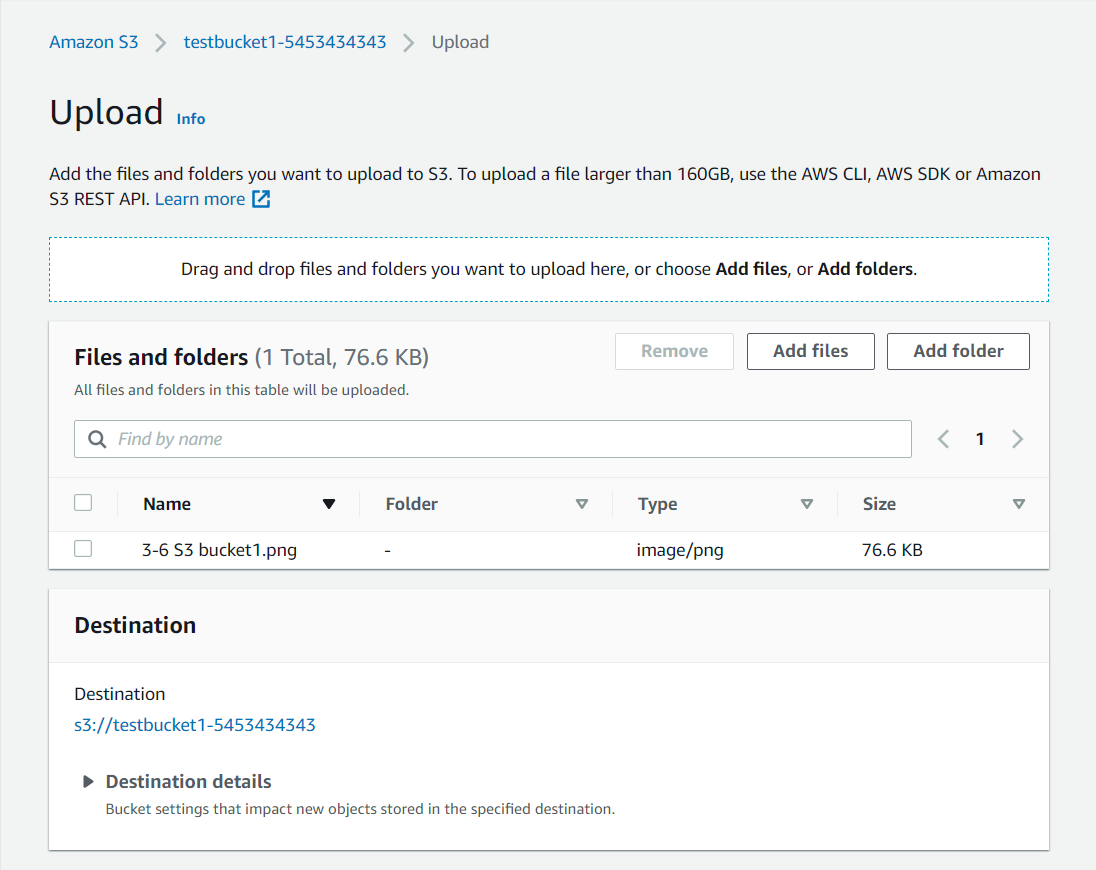 Amazon S3 > testbucket1-5453434343 > Upload
Upload Info
Add the files and folders you want to upload to S3. To upload a file larger than 160GB, use the AWS CLI, AWS SDK or Amazon
S3 REST API. Learn more
Drag and drop files and folders you want to upload here, or choose Add files, or Add folders.
Files and folders (1 Total, 76.6 KB)
Remove
Add files
Add folder
All files and folders in this table will be uploaded.
Find by name
1
Name Folder Type Size
3-6 S3 bucket1.png - image/png 76.6 KB
Destination
Destination
s3://testbucket1-5453434343
Destination details
Bucket settings that impact new objects stored in the specified destination.